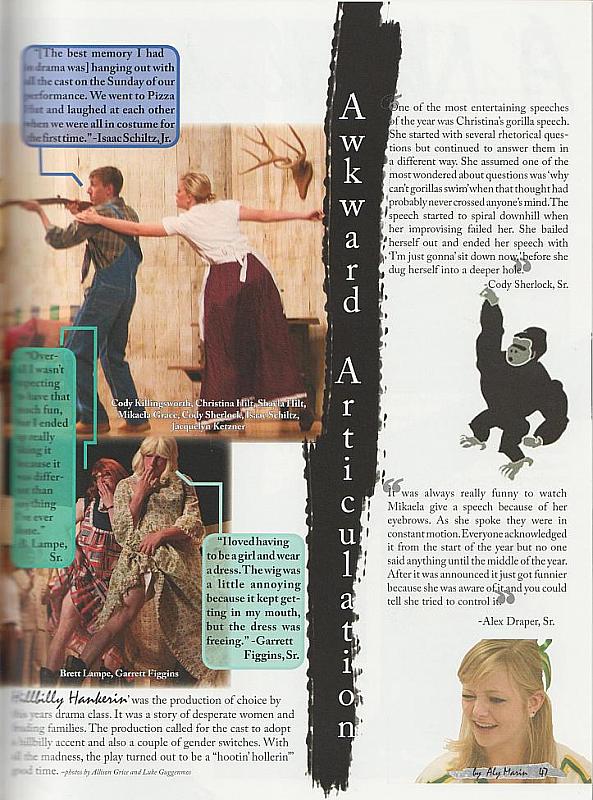 "[The best memory I had
drama was] hanging out with
all the cast on the Sunday of our
performance. We went to Pizza
Hut and laughed at each other
when we were all in costume for
the first time." -Isaac Schiltz, Jr.
Cody Killingsworth, Christina Hilt, Shayla Hilt,
Mikaela Grace, Cody Sherlock, Isaac Schiltz,
Jacquelyn Ketzner
"Over-
I wasn't
have that
fun,
I ended
really
it
because it
was differ-
than
anything
I've ever
done."
Lampe,
Sr.
"I loved having
to be a girl and wear
a dress. The wig was
a little annoying
because it kept get-
ting in my mouth,
but the dress was
freeing." -Garrett
Figgins, Sr.
Brett Lampe, Garrett Figgins
Hillbilly Hankerin' was the production of choice by
years drama class. It was a story of desperate women and
feuding families. The production called for the cast to adopt
hillbilly accent and also a couple of gender switches. With
all the madness, the play turned out to be a "hootin' hollerin'"
good time. -photos by Allison Grice and Luke Guggenmos
Awkward Articulation
"One of the most entertaining speeches
of the year was Christina's gorilla speech.
She started with several rhetorical ques-
tions but continued to answer them in
a different way. She assumed one of the
most wondered about questions was 'why
can't gorillas swim' when that thought had
probably never crossed anyone's mind. The
speech started to spiral downhill when
her improvising failed her. She bailed
herself out and ended her speech with
'I'm just gonna' sit down now,' before she
dug herself into a deeper hole."
-Cody Sherlock, Sr.
"It was always really funny to watch
Mikaela give a speech because of her
eyebrows. As she spoke they were in
constant motion. Everyone acknowledged
it from the start of the year but no one
said anything until the middle of the year.
After it was announced it just got funnier
because she was aware of it and you could
tell she tried to control it."
-Alex Draper, Sr.
by Aly Marin 47